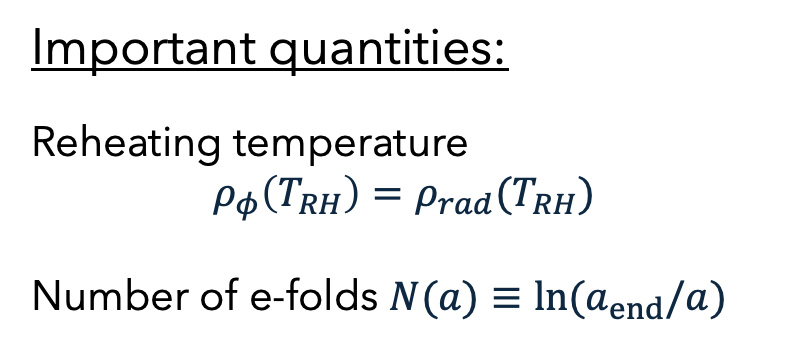 Important quantities:
Reheating temperature
ρ_ϕ(T_RH) = ρ_rad(T_RH)
Number of e-folds N(a) ≡ ln(a_end/a)